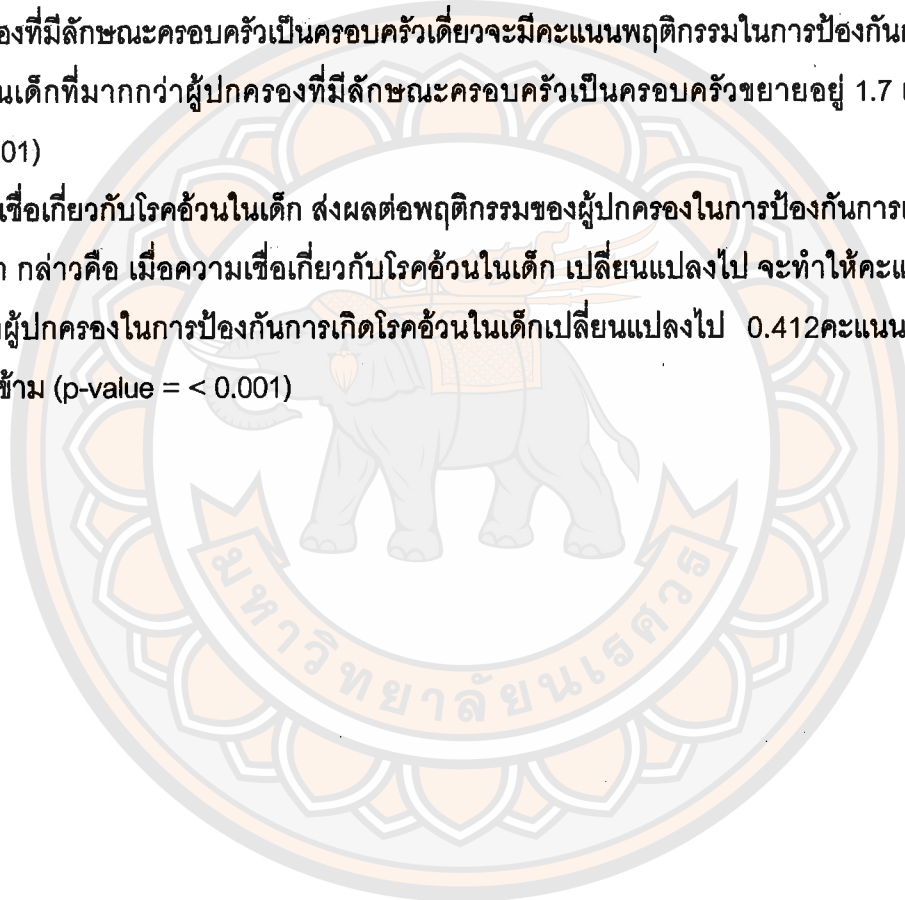 องที่มีลักษณะครอบครัวเป็นครอบครัวเดี่ยวจะมีคะแนนพฤติกรรมในการป้องกัน
นเด็กที่มากกว่าผู้ปกครองที่มีลักษณะครอบครัวเป็นครอบครัวขยายอยู่ 1.7
01)
เชื่อเกี่ยวกับโรคอ้วนในเด็ก ส่งผลต่อพฤติกรรมของผู้ปกครองในการป้องกันการ
กล่าวคือ เมื่อความเชื่อเกี่ยวกับโรคอ้วนในเด็ก เปลี่ยนแปลงไป จะทำให้คะแ
ผู้ปกครองในการป้องกันการเกิดโรคอ้วนในเด็กเปลี่ยนแปลงไป 0.412คะแนน
ข้าม (p-value = < 0.001)
มหาวิทยาลัยนเรศวร